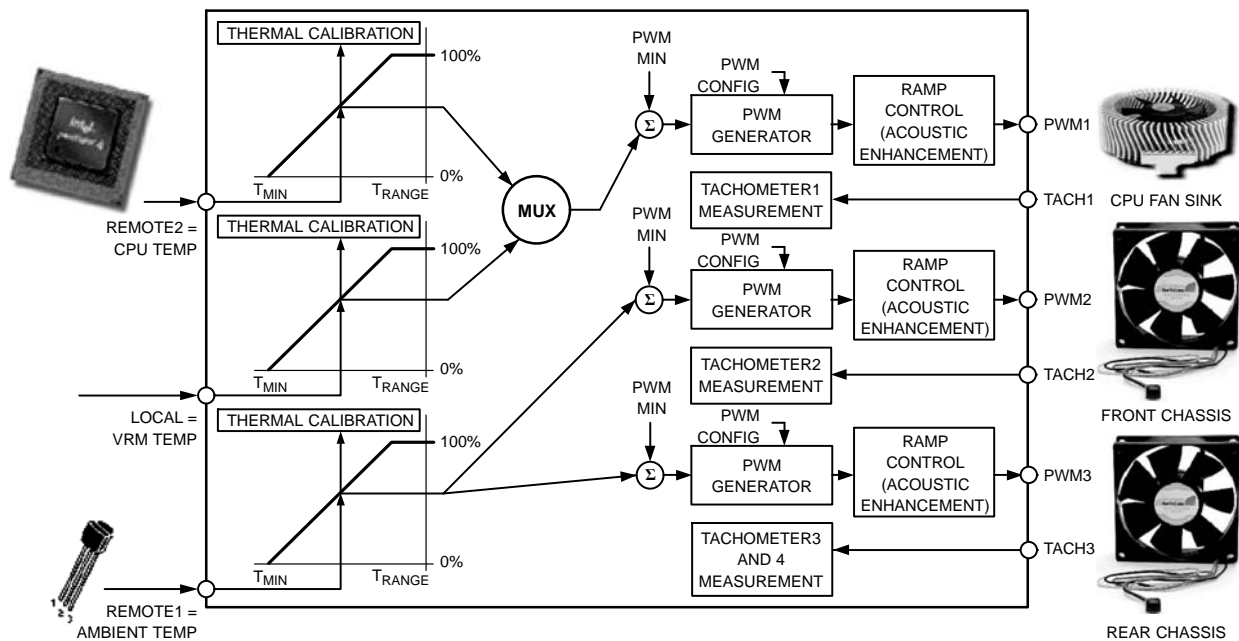 THERMAL CALIBRATION
100%
0%
T_MIN
T_RANGE
REMOTE2 =
CPU TEMP
THERMAL CALIBRATION
100%
0%
T_MIN
T_RANGE
LOCAL =
VRM TEMP
THERMAL CALIBRATION
100%
0%
T_MIN
T_RANGE
REMOTE1 =
AMBIENT TEMP
1
2
3
MUX
PWM
MIN
Σ
PWM
CONFIG
PWM
GENERATOR
RAMP
CONTROL
(ACOUSTIC
ENHANCEMENT)
PWM1
TACHOMETER1
MEASUREMENT
TACH1
CPU FAN SINK
PWM
MIN
Σ
PWM
CONFIG
PWM
GENERATOR
RAMP
CONTROL
(ACOUSTIC
ENHANCEMENT)
PWM2
TACHOMETER2
MEASUREMENT
TACH2
FRONT CHASSIS
PWM
MIN
Σ
PWM
CONFIG
PWM
GENERATOR
RAMP
CONTROL
(ACOUSTIC
ENHANCEMENT)
PWM3
TACHOMETER3
AND 4
MEASUREMENT
TACH3
REAR CHASSIS